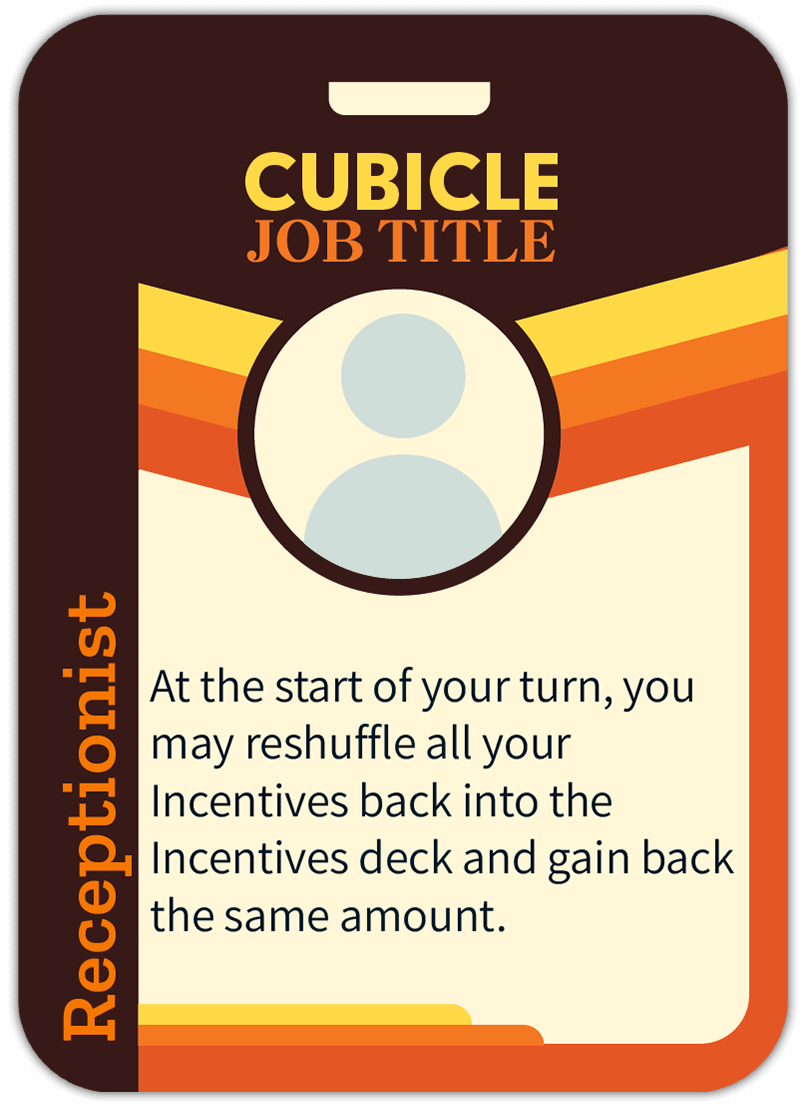 CUBICLE
JOB TITLE
Receptionist
At the start of your turn, you
may reshuffle all your
Incentives back into the
Incentives deck and gain back
the same amount.